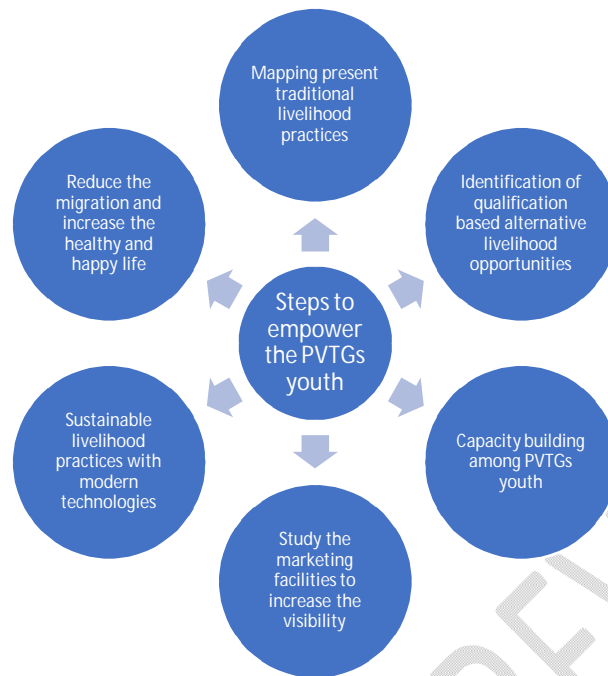 Mapping present
traditional
livelihood
practices
Identification of
qualification
based alternative
livelihood
opportunities
Capacity building
among PVTGs
youth
Study the
marketing
facilities to
increase the
visibility
Sustainable
livelihood
practices with
modern
technologies
Reduce the
migration and
increase the
healthy and
happy life
Steps to
empower
the PVTGs
youth